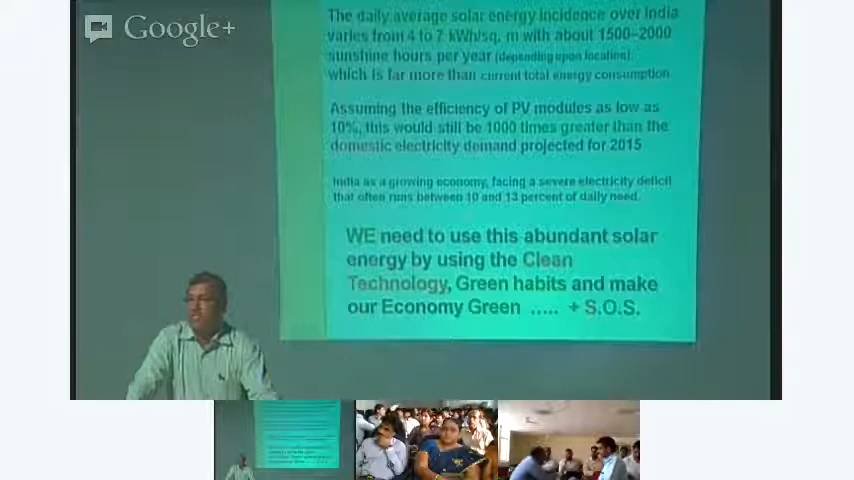 Google+
The daily average solar energy incidence over India
varies from 4 to 7 kWh/sq. m with about 1500–2000
sunshine hours per year (depending upon location),
which is far more than current total energy consumption
Assuming the efficiency of PV modules as low as
10%, this would still be 1000 times greater than the
domestic electricity demand projected for 2015
India as a growing economy, facing a severe electricity deficit
that often runs between 10 and 13 percent of daily need.
WE need to use this abundant solar
energy by using the Clean
Technology, Green habits and make
our Economy Green ..... + S.O.S.